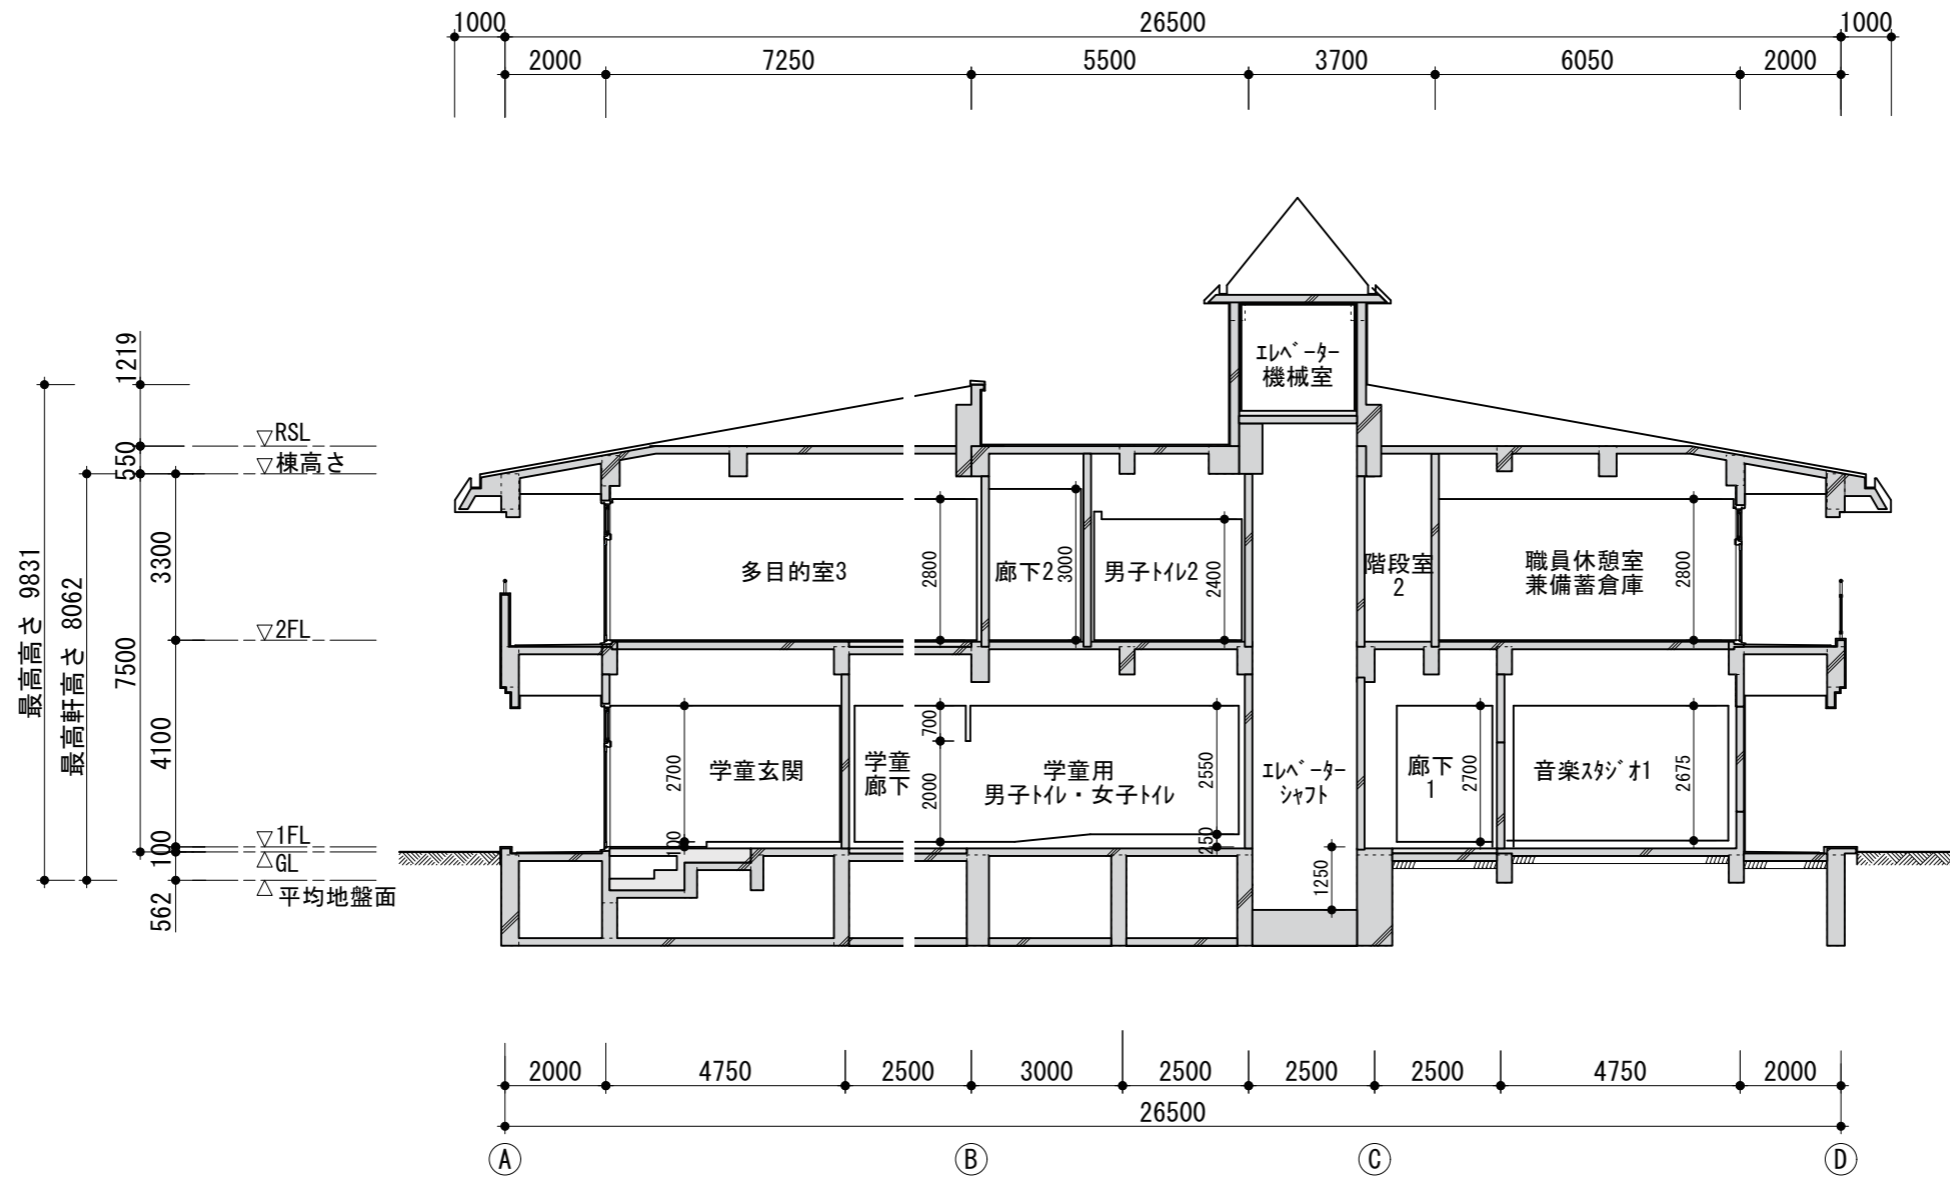 1000 26500 1000
2000 7250 5500 3700 6050 2000
エレベーター
機械室
1219
550
7500
3300
4100
100
562
最高高さ 9831
最高軒高さ 8062
▽RSL
▽棟高さ
▽2FL
▽1FL
△GL
△平均地盤面
多目的室3
2800
廊下2
3000
男子トイレ2
2400
階段室
2
職員休憩室
兼備蓄倉庫
2800
学童玄関
2700
学童
廊下
700
2000
学童用
男子トイレ・女子トイレ
2550
250
エレベーター
シャフト
1250
廊下
1
2700
音楽スタジオ1
2675
2000 4750 2500 3000 2500 2500 2500 4750 2000
26500
A B C D